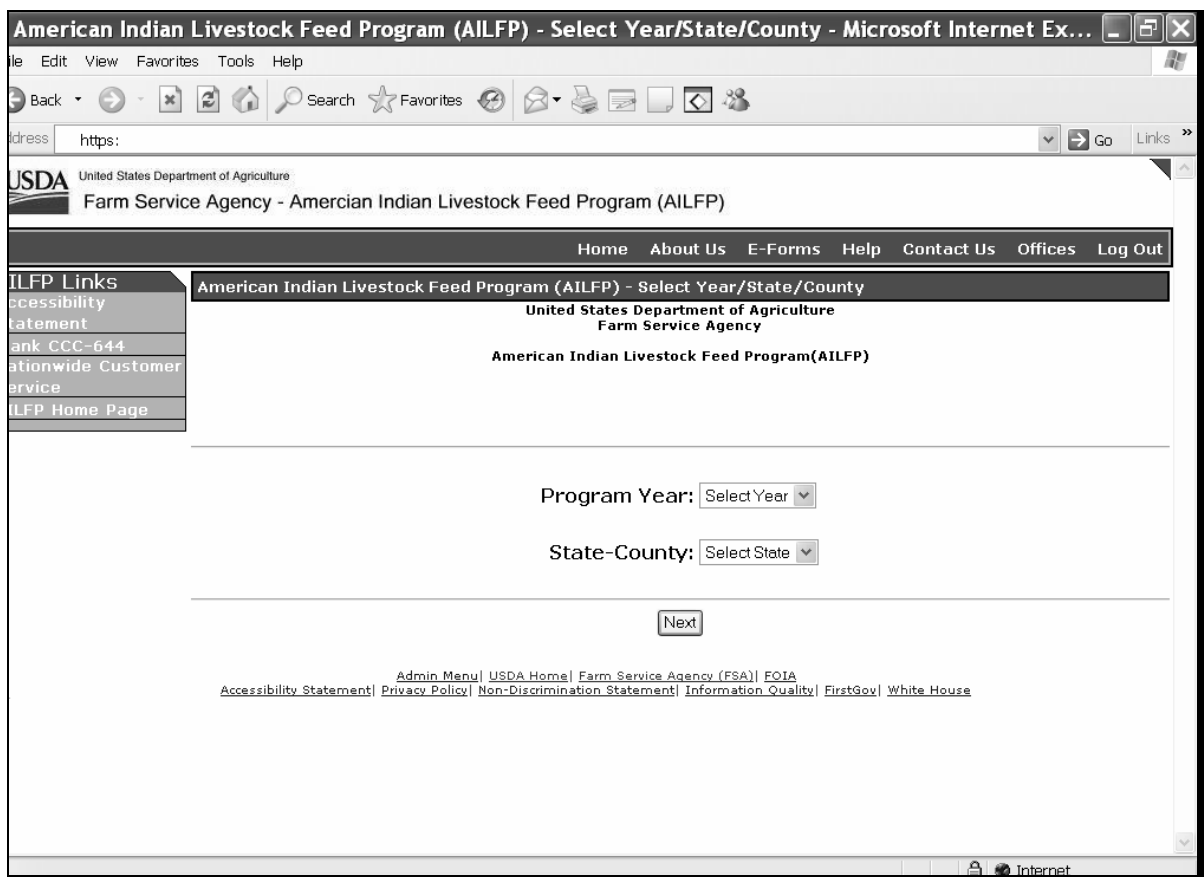 American Indian Livestock Feed Program (AILFP) - Select Year/State/County - Microsoft Internet Ex...
ile Edit View Favorites Tools Help
Back Search Favorites
ddress https: Go Links »
USDA United States Department of Agriculture
Farm Service Agency - Amercian Indian Livestock Feed Program (AILFP)
Home About Us E-Forms Help Contact Us Offices Log Out
ILFP Links
ccessibility
tatement
ank CCC-644
ationwide Customer
ervice
ILFP Home Page
American Indian Livestock Feed Program (AILFP) - Select Year/State/County
United States Department of Agriculture
Farm Service Agency
American Indian Livestock Feed Program(AILFP)
Program Year: Select Year
State-County: Select State
Next
Admin Menu| USDA Home| Farm Service Agency (FSA)| FOIA
Accessibility Statement| Privacy Policy| Non-Discrimination Statement| Information Quality| FirstGov| White House
Internet